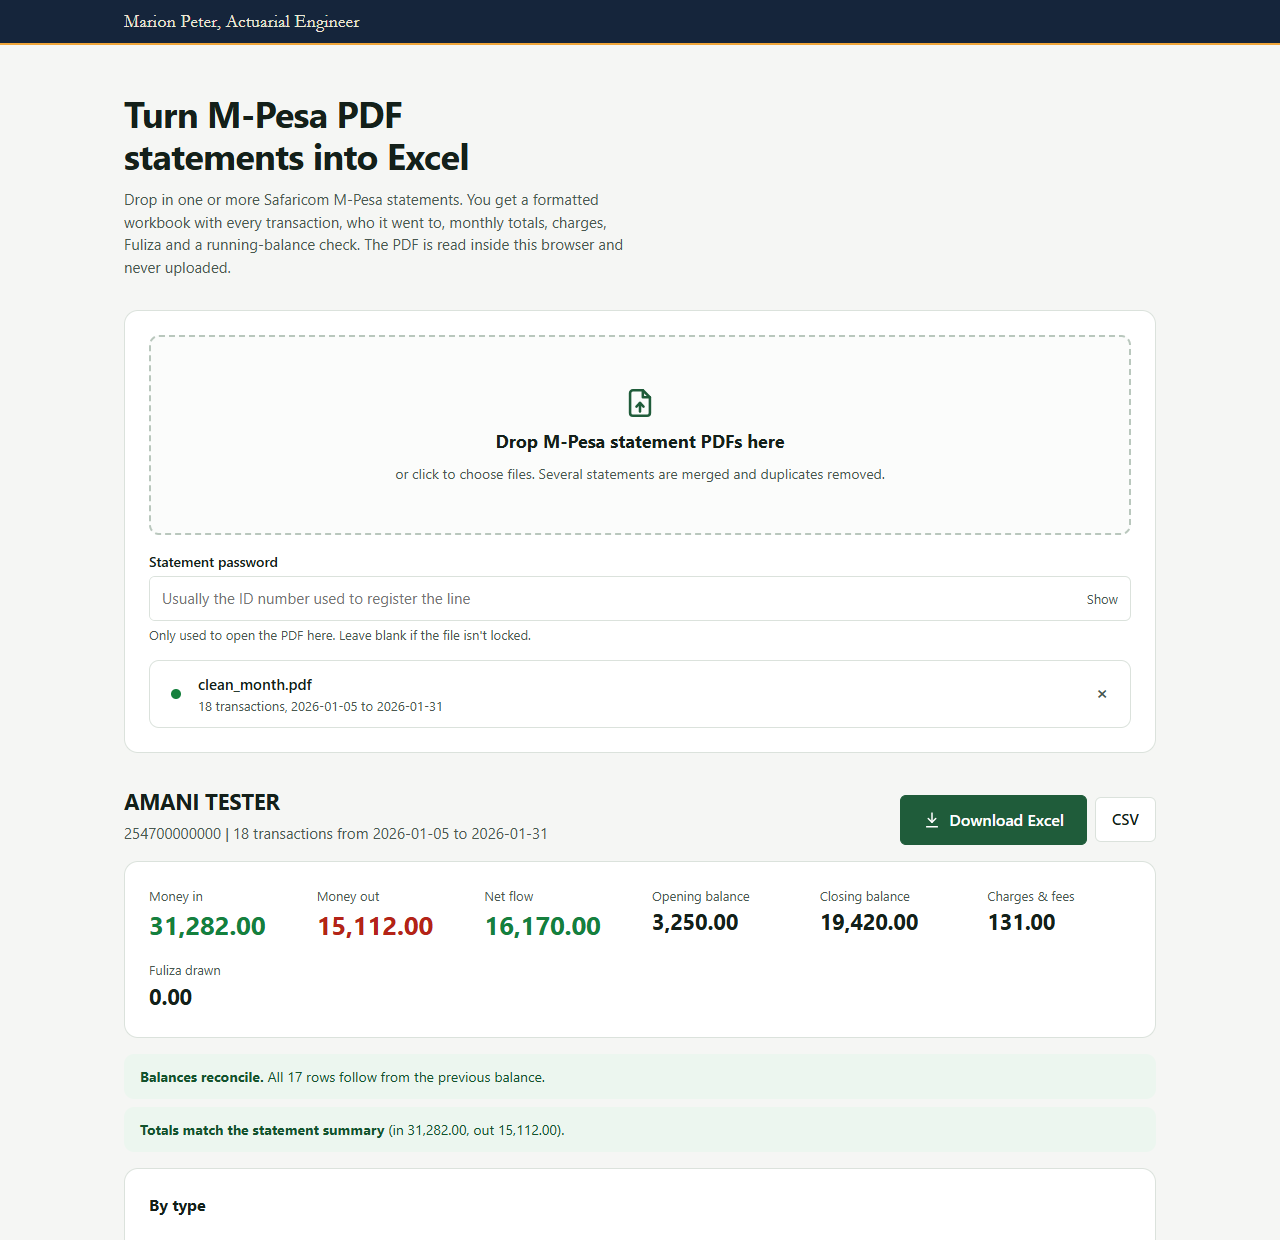 Marion Peter, Actuarial Engineer
Turn M-Pesa PDF
statements into Excel
Drop in one or more Safaricom M-Pesa statements. You get a formatted
workbook with every transaction, who it went to, monthly totals, charges,
Fuliza and a running-balance check. The PDF is read inside this browser and
never uploaded.
Drop M-Pesa statement PDFs here
or click to choose files. Several statements are merged and duplicates removed.
Statement password
Usually the ID number used to register the line
Show
Only used to open the PDF here. Leave blank if the file isn't locked.
clean_month.pdf
18 transactions, 2026-01-05 to 2026-01-31
×
AMANI TESTER
254700000000 | 18 transactions from 2026-01-05 to 2026-01-31
Download Excel
CSV
Money in
31,282.00
Money out
15,112.00
Net flow
16,170.00
Opening balance
3,250.00
Closing balance
19,420.00
Charges & fees
131.00
Fuliza drawn
0.00
Balances reconcile. All 17 rows follow from the previous balance.
Totals match the statement summary (in 31,282.00, out 15,112.00).
By type